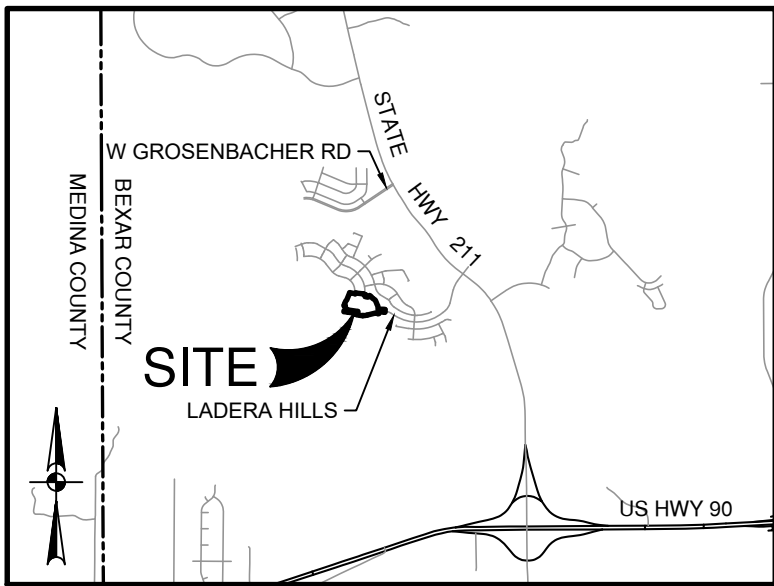 STATE HWY 211
W GROSENBACHER RD
MEDINA COUNTY
BEXAR COUNTY
SITE
LADERA HILLS
US HWY 90